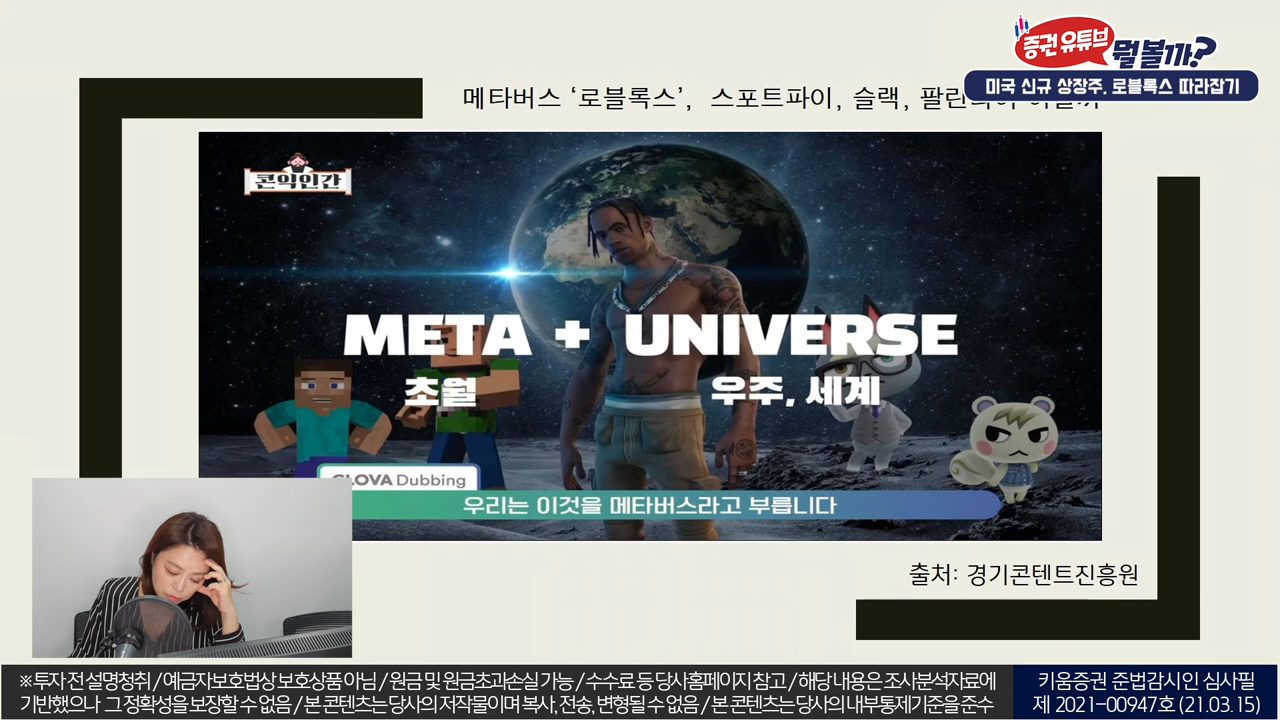 증권 유튜브 뭘 볼까?
미국 신규 상장주, 로블록스 따라잡기
메타버스 ‘로블록스’, 스포트파이, 슬랙,
콘익인간
META + UNIVERSE
초월 우주, 세계
CLOVA Dubbing
우리는 이것을 메타버스라고 부릅니다
출처: 경기콘텐트진흥원
※ 투자 전 설명청취 / 예금자보호법상 보호상품 아님 / 원금 및 원금초과손실 가능 / 수수료 등 당사홈페이지 참고 / 해당 내용은 조사분석자료에
기반했으나 그 정확성을 보장할 수 없음 / 본 콘텐츠는 당사의 저작물이며 복사, 전송, 변형될 수 없음 / 본 콘텐츠는 당사의 내부통제기준을 준수
키움증권 준법감시인 심사필
제 2021-00947호 (21.03.15)